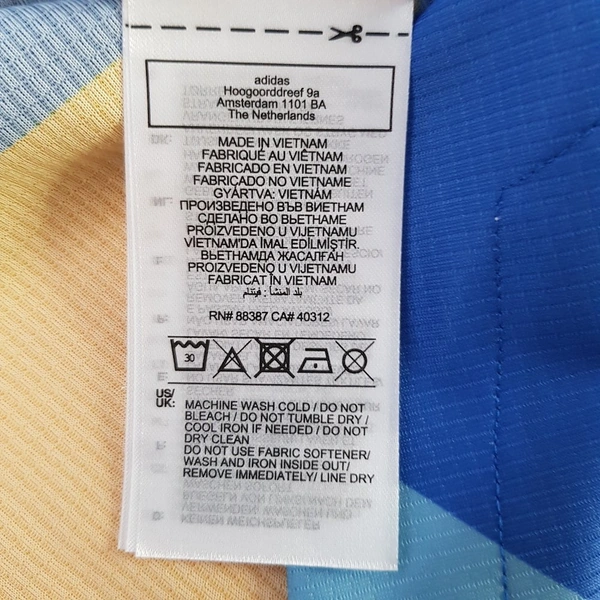 adidas
Hoogoorddreef 9a
Amsterdam 1101 BA
The Netherlands
MADE IN VIETNAM
FABRIQUÉ AU VIÊTNAM
FABRICADO EN VIETNAM
FABRICADO NO VIETNAME
GYÁRTVA: VIETNÁM
ПРОИЗВЕДЕНО ВЪВ ВИЕТНАМ
СДЕЛАНО ВО ВЬЕТНАМЕ
PROIZVEDENO U VIJETNAMU
VİETNAM'DA İMAL EDİLMİŞTİR.
ВЬЕТНАМДА ЖАСАЛҒАН
PROIZVEDENO U VIJETNAMU
FABRICAT ÎN VIETNAM
بلد المنشأ : فيتنام
RN# 88387 CA# 40312
30
US/
UK:
MACHINE WASH COLD / DO NOT
BLEACH / DO NOT TUMBLE DRY /
COOL IRON IF NEEDED / DO NOT
DRY CLEAN
DO NOT USE FABRIC SOFTENER/
WASH AND IRON INSIDE OUT/
REMOVE IMMEDIATELY/ LINE DRY